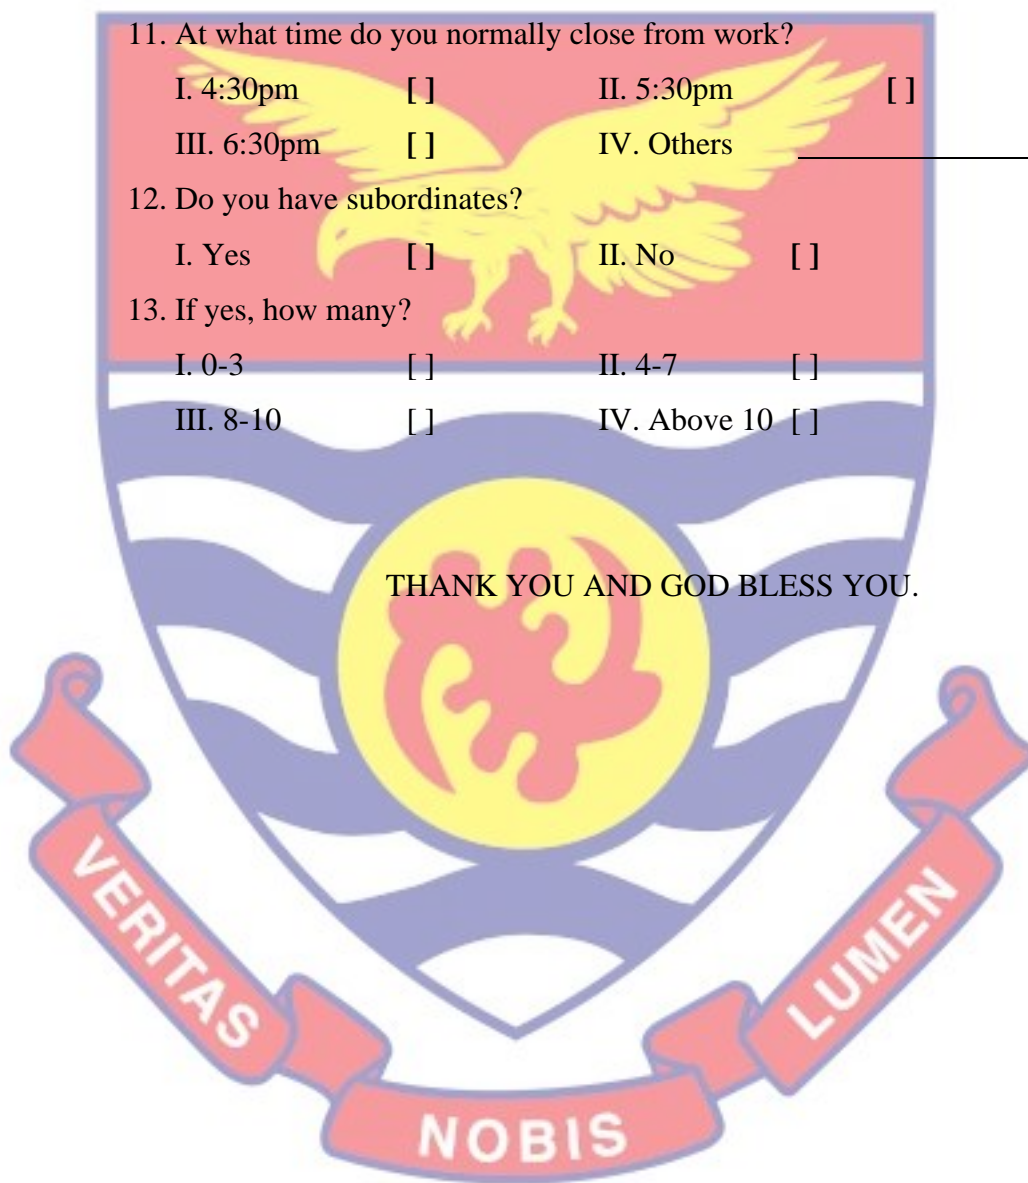 11. At what time do you normally close from work?
I. 4:30pm [ ] II. 5:30pm [ ]
III. 6:30pm [ ] IV. Others __________
12. Do you have subordinates?
I. Yes [ ] II. No [ ]
13. If yes, how many?
I. 0-3 [ ] II. 4-7 [ ]
III. 8-10 [ ] IV. Above 10 [ ]
THANK YOU AND GOD BLESS YOU.
VERITAS
NOBIS
LUMEN